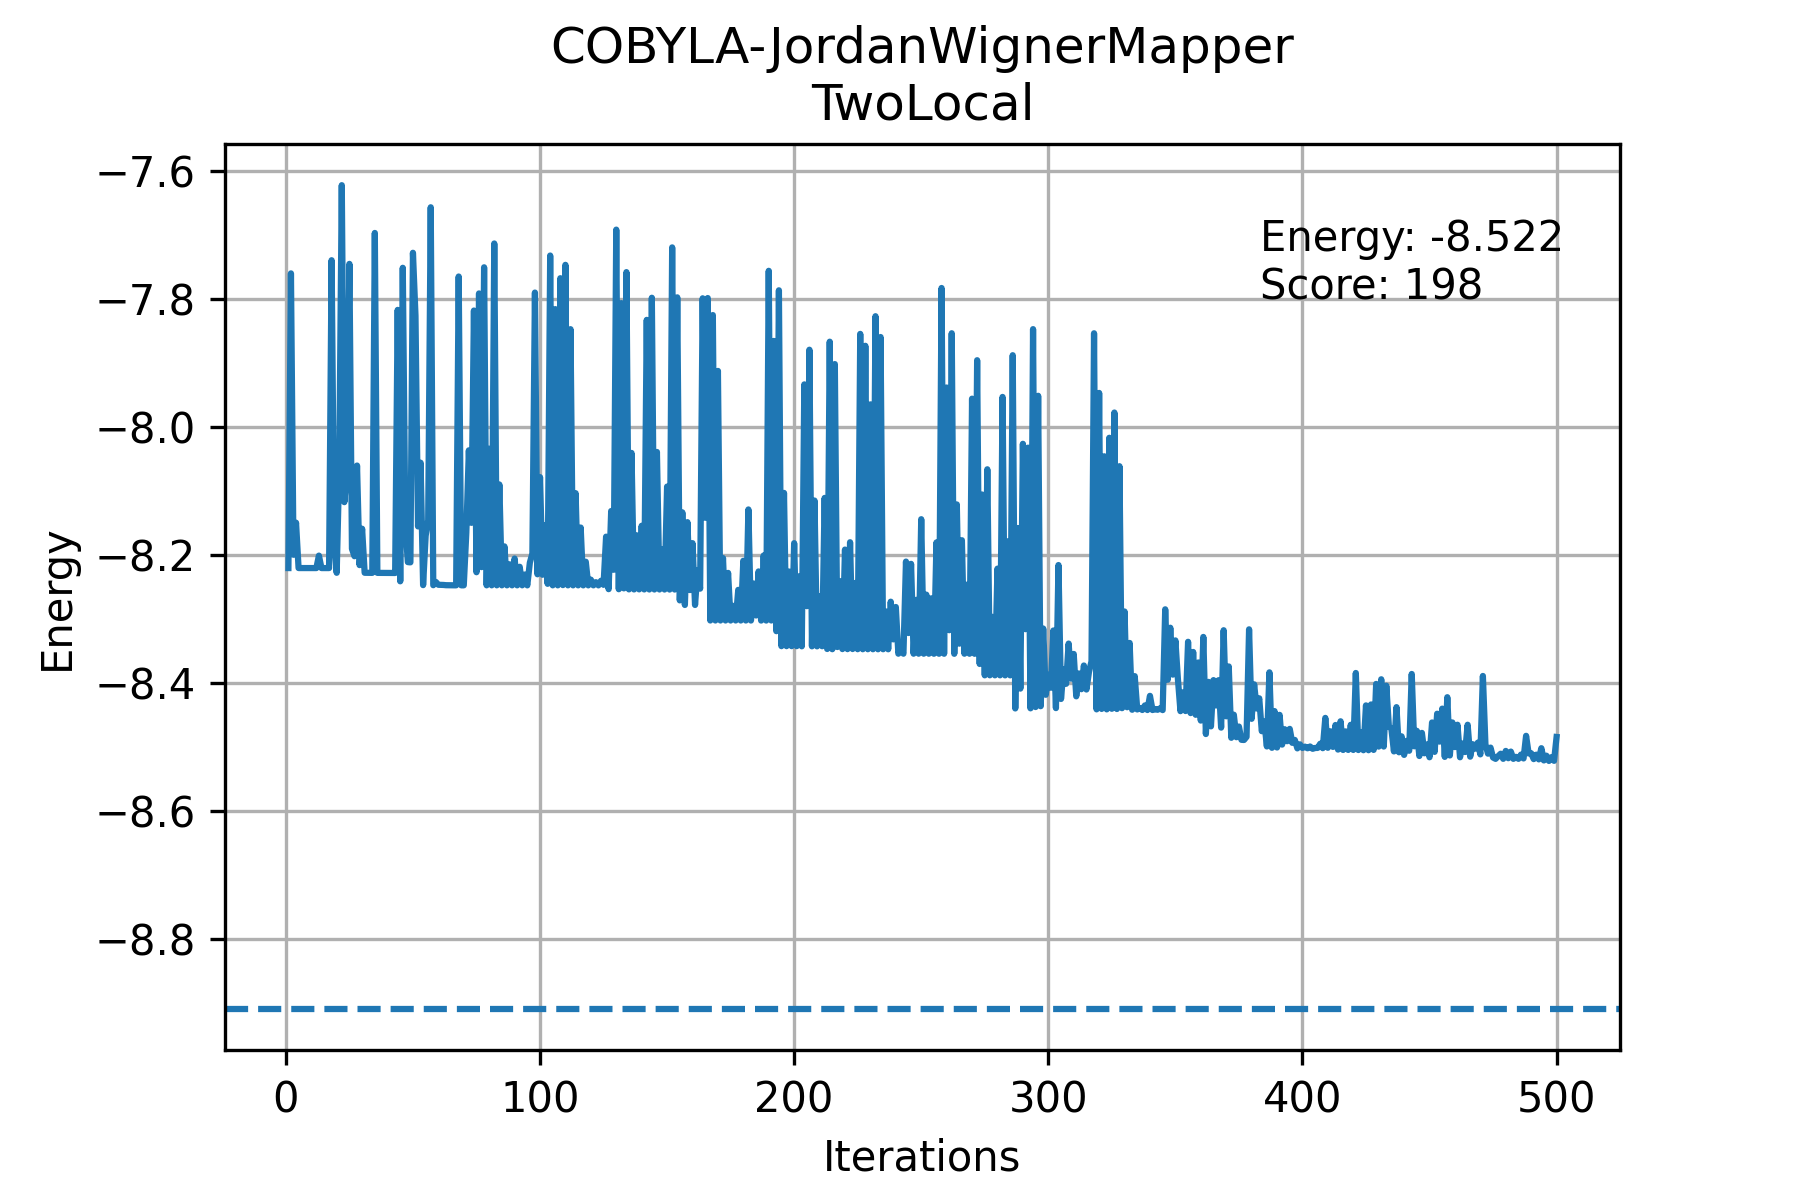 COBYLA-JordanWignerMapper
TwoLocal
Energy: -8.522
Score: 198
Energy
−7.6
−7.8
−8.0
−8.2
−8.4
−8.6
−8.8
0 100 200 300 400 500
Iterations